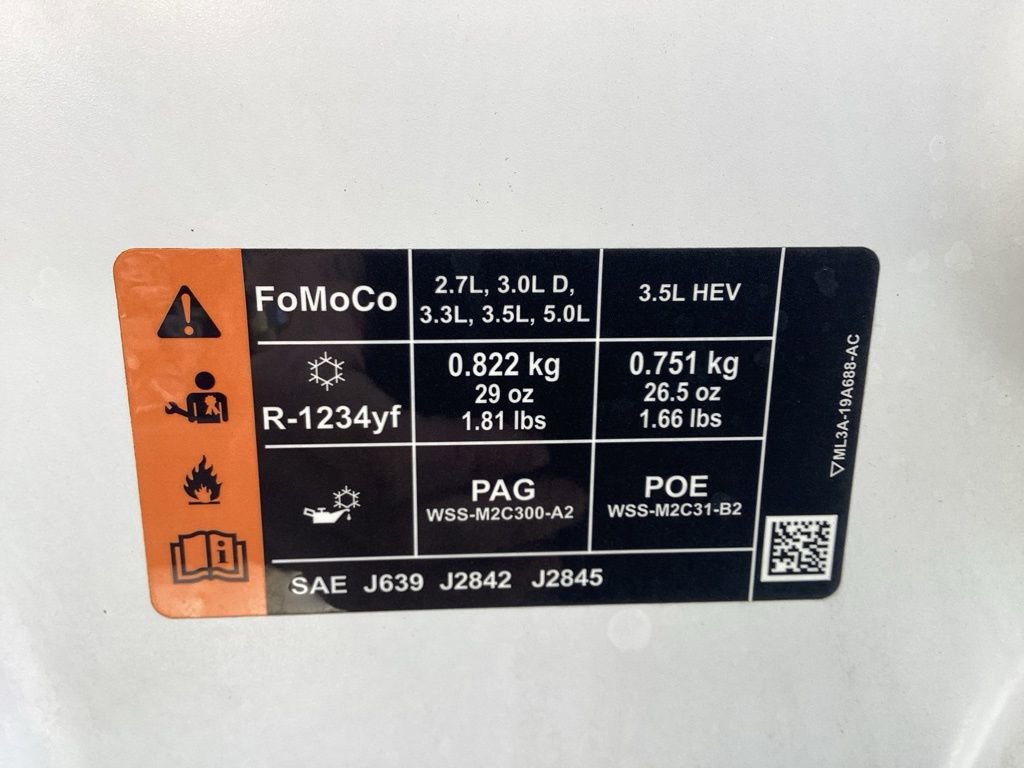 FoMoCo
2.7L, 3.0L D,
3.3L, 3.5L, 5.0L
3.5L HEV
R-1234yf
0.822 kg
29 oz
1.81 lbs
0.751 kg
26.5 oz
1.66 lbs
PAG
WSS-M2C300-A2
POE
WSS-M2C31-B2
SAE J639 J2842 J2845
ML3A-19A688-AC